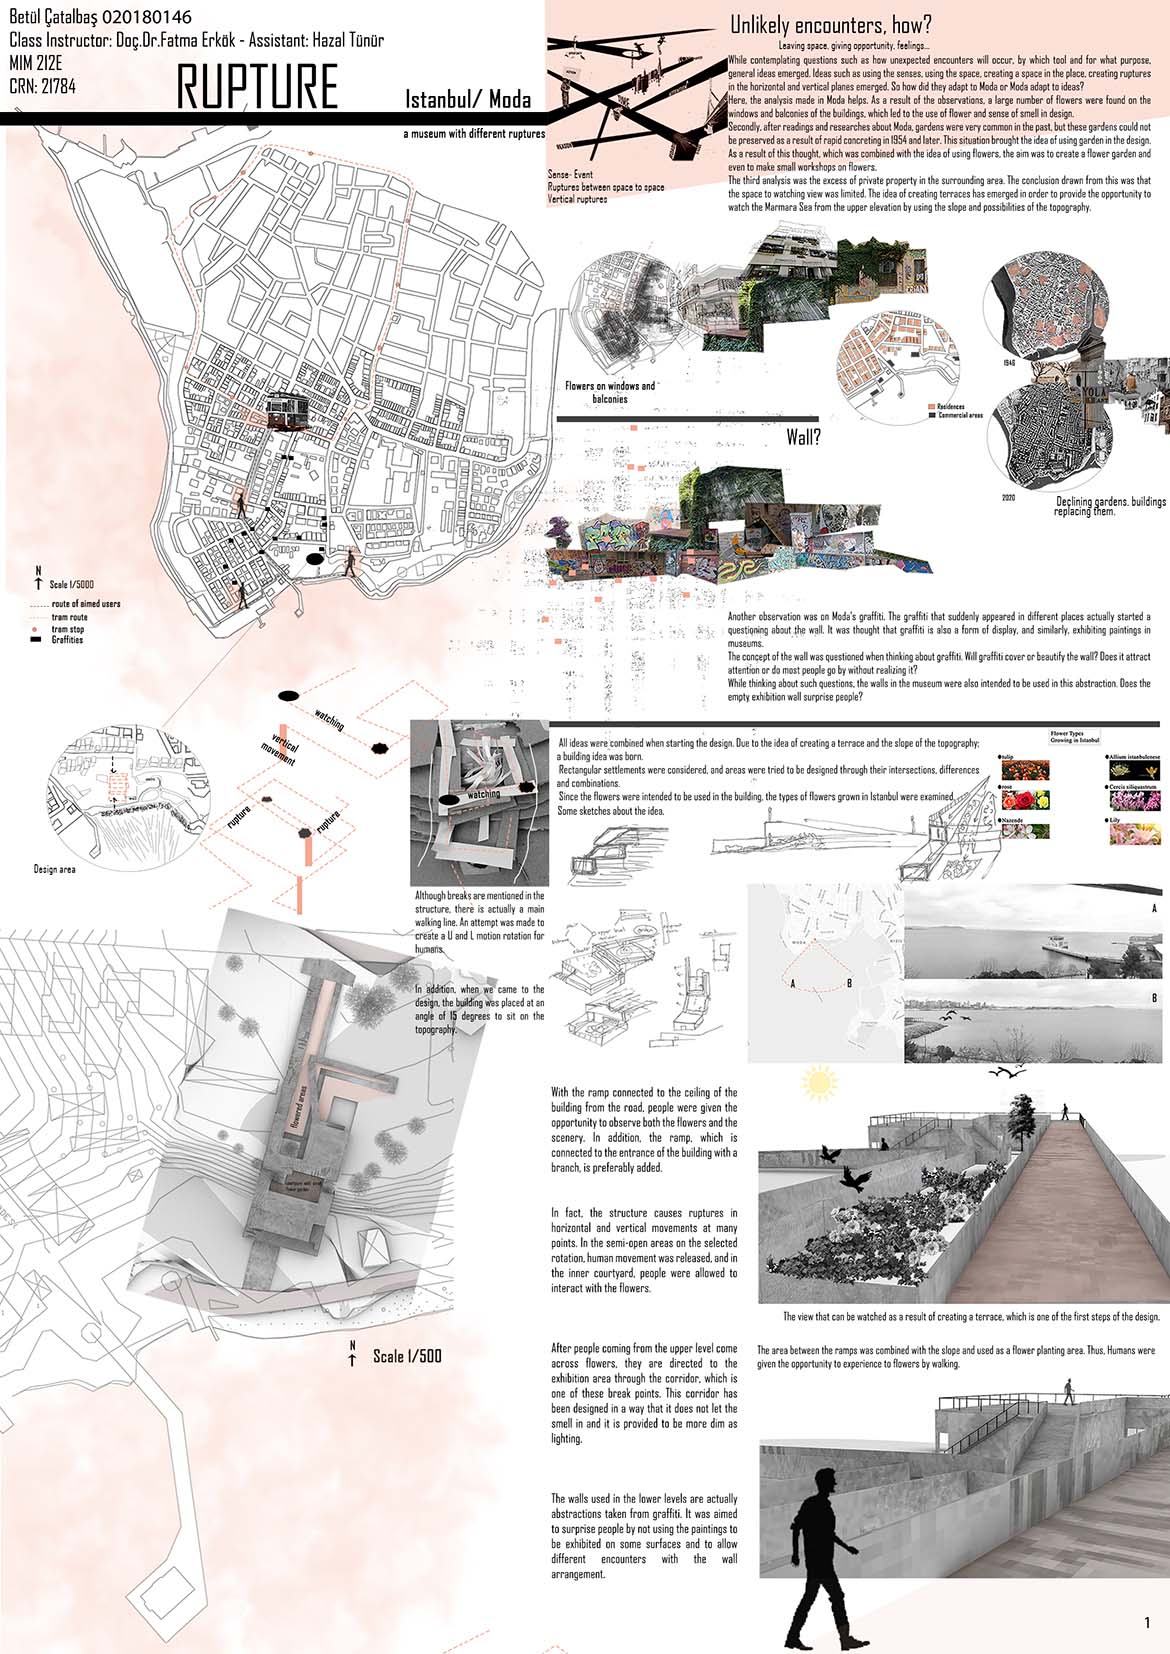 Betül Çatalbaş 020180146
Class Instructor: Doç.Dr.Fatma Erkök - Assistant: Hazal Tünür
MIM 212E
CRN: 21784
RUPTURE
Istanbul/ Moda
a museum with different ruptures
Sense- Event
Ruptures between space to space
Vertical ruptures
Unlikely encounters, how?
Leaving space, giving opportunity, feelings...
While contemplating questions such as how unexpected encounters will occur, by which tool and for what purpose,
general ideas emerged. Ideas such as using the senses, using the space, creating a space in the place, creating ruptures
in the horizontal and vertical planes emerged. So how did they adapt to Moda or Moda adapt to ideas?
Here, the analysis made in Moda helps. As a result of the observations, a large number of flowers were found on the
windows and balconies of the buildings, which led to the use of flower and sense of smell in design.
Secondly, after readings and researches about Moda, gardens were very common in the past, but these gardens could not
be preserved as a result of rapid concreting in 1954 and later. This situation brought the idea of using garden in the design.
As a result of this thought, which was combined with the idea of using flowers, the aim was to create a flower garden and
even to make small workshops on flowers.
The third analysis was the excess of private property in the surrounding area. The conclusion drawn from this was that
the space to watching view was limited. The idea of creating terraces has emerged in order to provide the opportunity to
watch the Marmara Sea from the upper elevation by using the slope and possibilities of the topography.
Flowers on windows and
balconies
Residences
Commercial areas
1946
2020
Declining gardens, buildings
replacing them.
Wall?
N
Scale 1/5000
route of aimed users
tram route
tram stop
Graffities
Another observation was on Moda's graffiti. The graffiti that suddenly appeared in different places actually started a
questioning about the wall. It was thought that graffiti is also a form of display, and similarly, exhibiting paintings in
museums.
The concept of the wall was questioned when thinking about graffiti. Will graffiti cover or beautify the wall? Does it attract
attention or do most people go by without realizing it?
While thinking about such questions, the walls in the museum were also intended to be used in this abstraction. Does the
empty exhibition wall surprise people?
Design area
watching
vertical
movement
rupture
rupture
watching
Although breaks are mentioned in the
structure, there is actually a main
walking line. An attempt was made to
create a U and L motion rotation for
humans.
In addition, when we came to the
design, the building was placed at an
angle of 15 degrees to sit on the
topography.
All ideas were combined when starting the design. Due to the idea of creating a terrace and the slope of the topography;
a building idea was born.
Rectangular settlements were considered, and areas were tried to be designed through their intersections, differences
and combinations.
Since the flowers were intended to be used in the building, the types of flowers grown in Istanbul were examined.
Some sketches about the idea.
Flower Types
Growing in Istanbul
tulip
rose
Nazende
Allium istanbulense
Cercis siliquastrum
Lily
MODA
A
B
A
B
flowered areas
N
Scale 1/500
With the ramp connected to the ceiling of the
building from the road, people were given the
opportunity to observe both the flowers and the
scenery. In addition, the ramp, which is
connected to the entrance of the building with a
branch, is preferably added.
In fact, the structure causes ruptures in
horizontal and vertical movements at many
points. In the semi-open areas on the selected
rotation, human movement was released, and in
the inner courtyard, people were allowed to
interact with the flowers.
After people coming from the upper level come
across flowers, they are directed to the
exhibition area through the corridor, which is
one of these break points. This corridor has
been designed in a way that it does not let the
smell in and it is provided to be more dim as
lighting.
The walls used in the lower levels are actually
abstractions taken from graffiti. It was aimed
to surprise people by not using the paintings to
be exhibited on some surfaces and to allow
different encounters with the wall
arrangement.
The view that can be watched as a result of creating a terrace, which is one of the first steps of the design.
The area between the ramps was combined with the slope and used as a flower planting area. Thus, Humans were
given the opportunity to experience to flowers by walking.
1